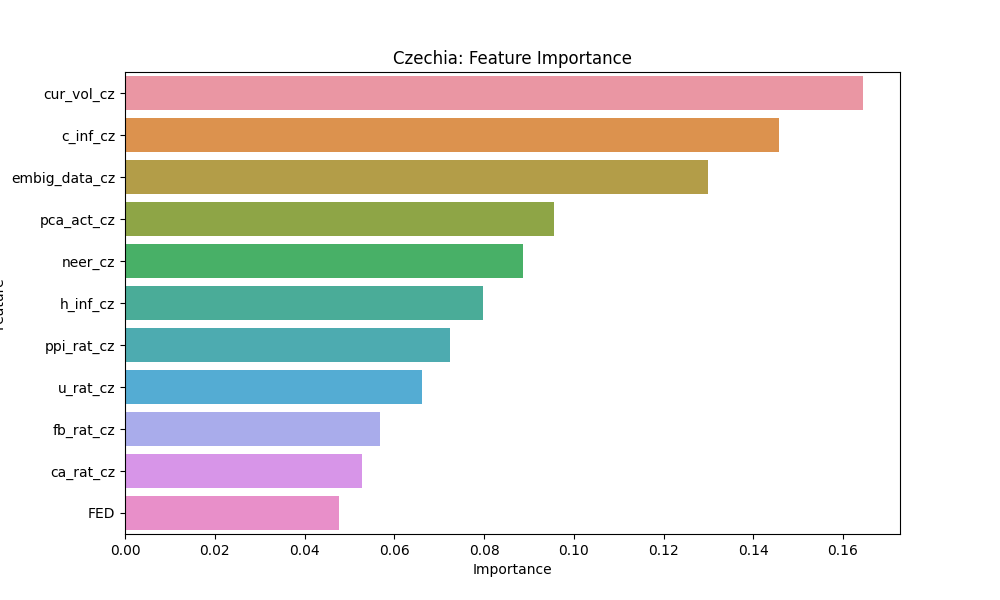 Czechia: Feature Importance
cur_vol_cz
c_inf_cz
embig_data_cz
pca_act_cz
neer_cz
h_inf_cz
ppi_rat_cz
u_rat_cz
fb_rat_cz
ca_rat_cz
FED
0.00 0.02 0.04 0.06 0.08 0.10 0.12 0.14 0.16
Importance